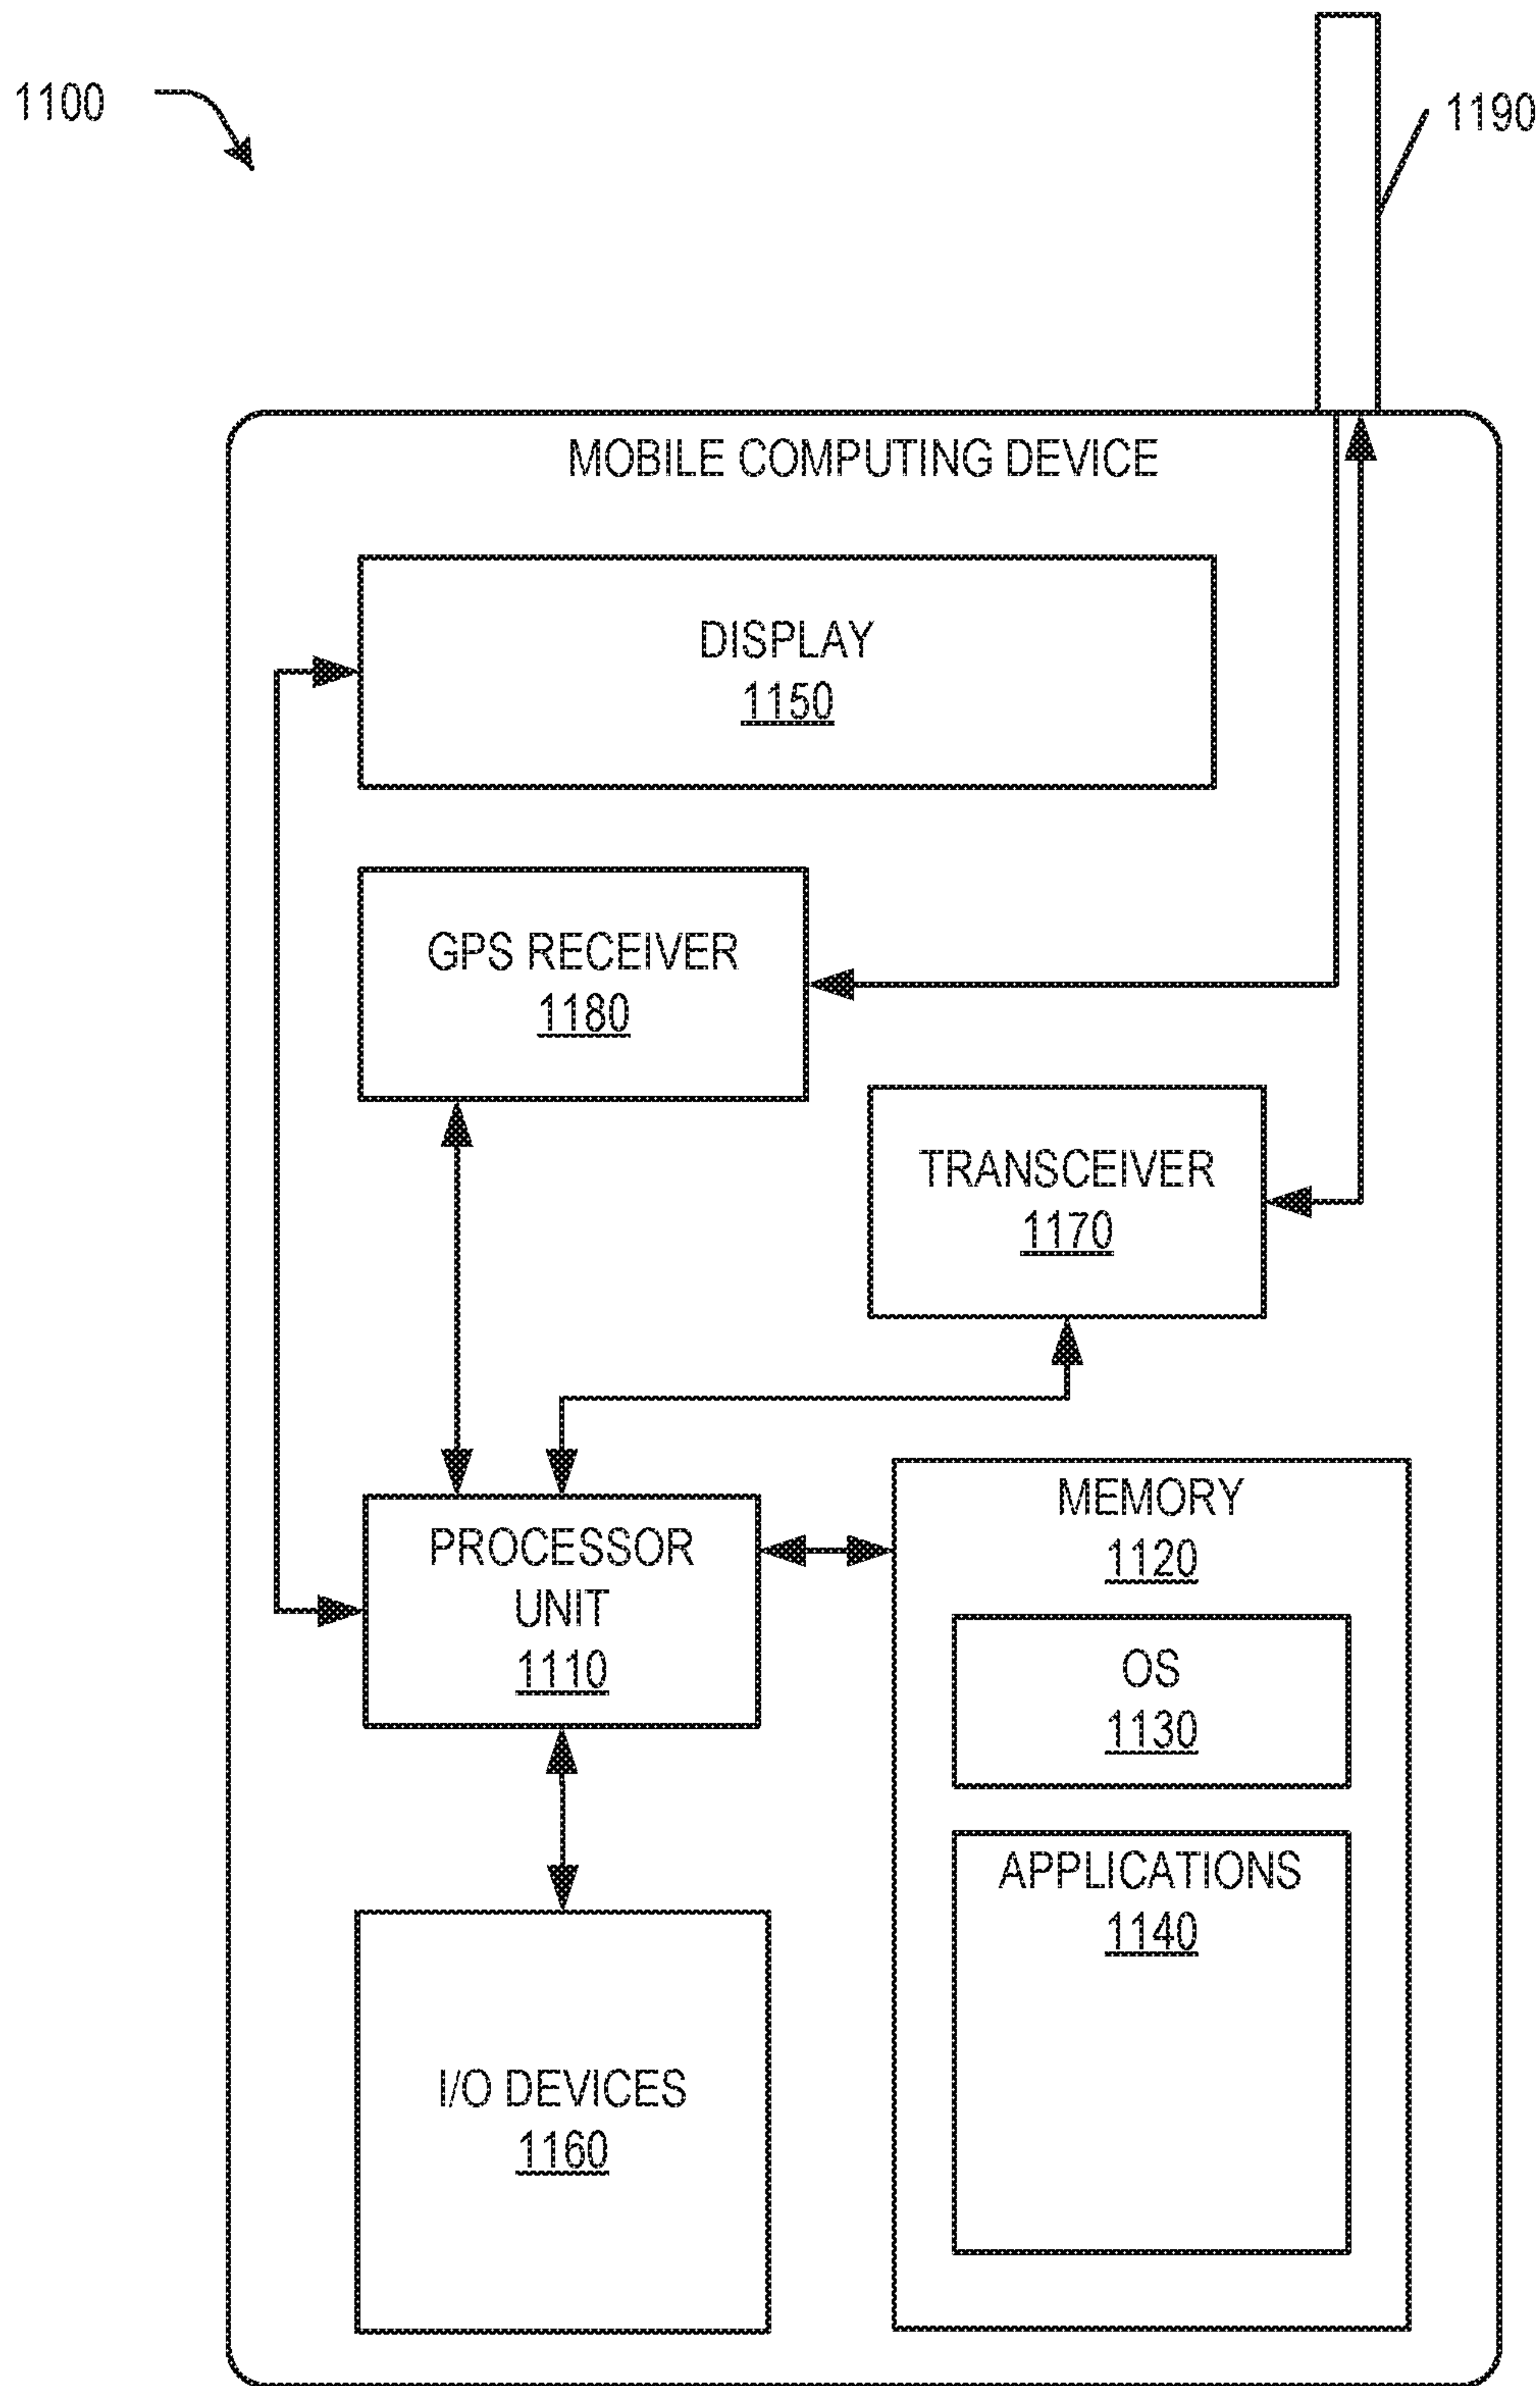 1100
1190
MOBILE COMPUTING DEVICE
DISPLAY
1150
GPS RECEIVER
1180
TRANSCEIVER
1170
PROCESSOR
UNIT
1110
MEMORY
1120
OS
1130
APPLICATIONS
1140
I/O DEVICES
1160